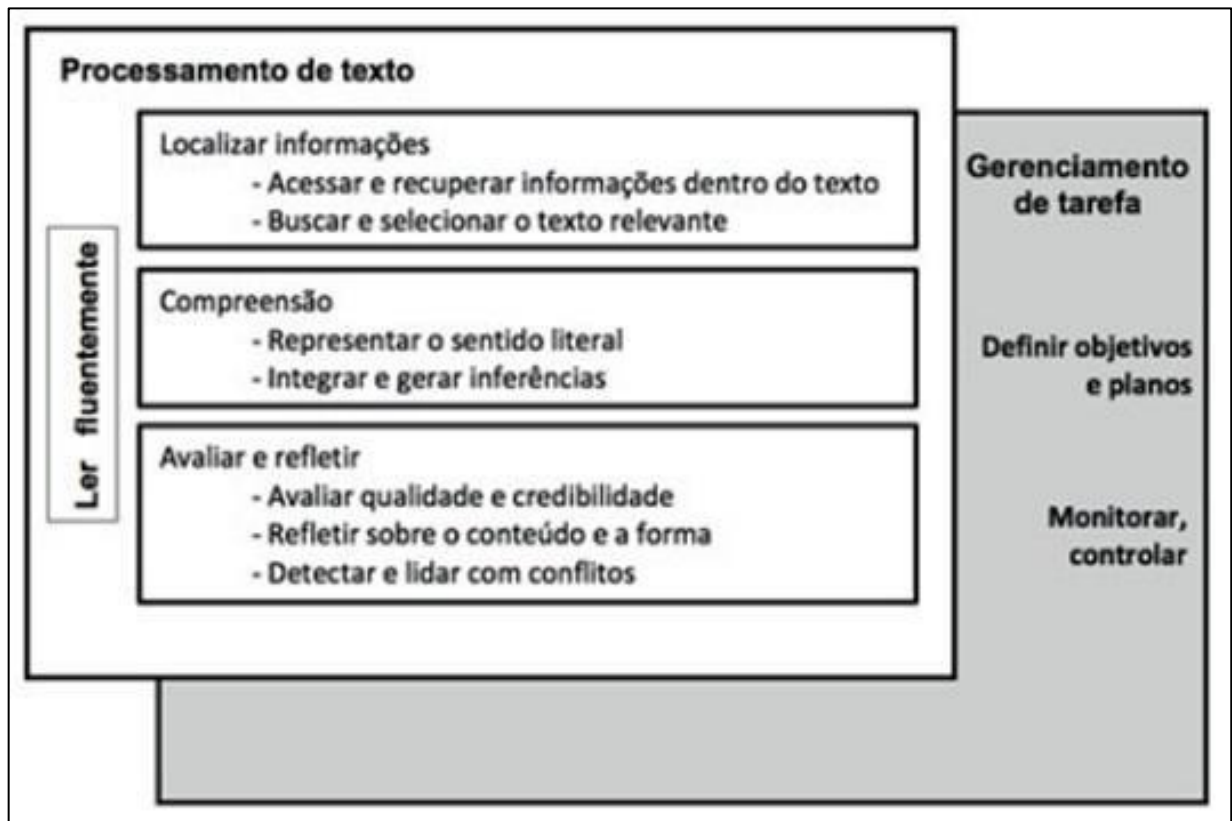 Processamento de texto
Localizar informações
- Acessar e recuperar informações dentro do texto
- Buscar e selecionar o texto relevante
Compreensão
- Representar o sentido literal
- Integrar e gerar inferências
Avaliar e refletir
- Avaliar qualidade e credibilidade
- Refletir sobre o conteúdo e a forma
- Detectar e lidar com conflitos
Ler fluentemente
Gerenciamento
de tarefa
Definir objetivos
e planos
Monitorar,
controlar